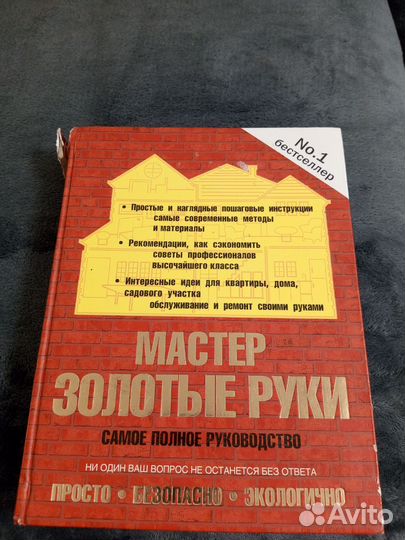 No.1
бестселлер
• Простые и наглядные пошаговые инструкции
самые современные методы
и материалы
• Рекомендации, как сэкономить
советы профессионалов
высочайшего класса
• Интересные идеи для квартиры, дома,
садового участка
обслуживание и ремонт своими руками
МАСТЕР
ЗОЛОТЫЕ РУКИ
САМОЕ ПОЛНОЕ РУКОВОДСТВО
НИ ОДИН ВАШ ВОПРОС НЕ ОСТАНЕТСЯ БЕЗ ОТВЕТА
ПРОСТО • БЕЗОПАСНО • ЭКОЛОГИЧНО
Avito